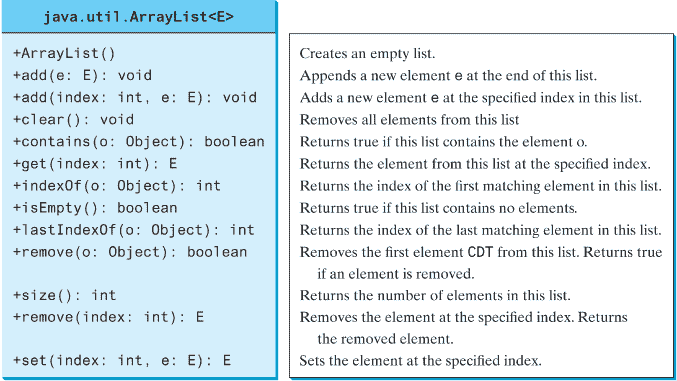 java.util.ArrayList<E>
+ArrayList() Creates an empty list.
+add(e: E): void Appends a new element e at the end of this list.
+add(index: int, e: E): void Adds a new element e at the specified index in this list.
+clear(): void Removes all elements from this list
+contains(o: Object): boolean Returns true if this list contains the element o.
+get(index: int): E Returns the element from this list at the specified index.
+indexOf(o: Object): int Returns the index of the first matching element in this list.
+isEmpty(): boolean Returns true if this list contains no elements.
+lastIndexOf(o: Object): int Returns the index of the last matching element in this list.
+remove(o: Object): boolean Removes the first element CDT from this list. Returns true
if an element is removed.
+size(): int Returns the number of elements in this list.
+remove(index: int): E Removes the element at the specified index. Returns
the removed element.
+set(index: int, e: E): E Sets the element at the specified index.